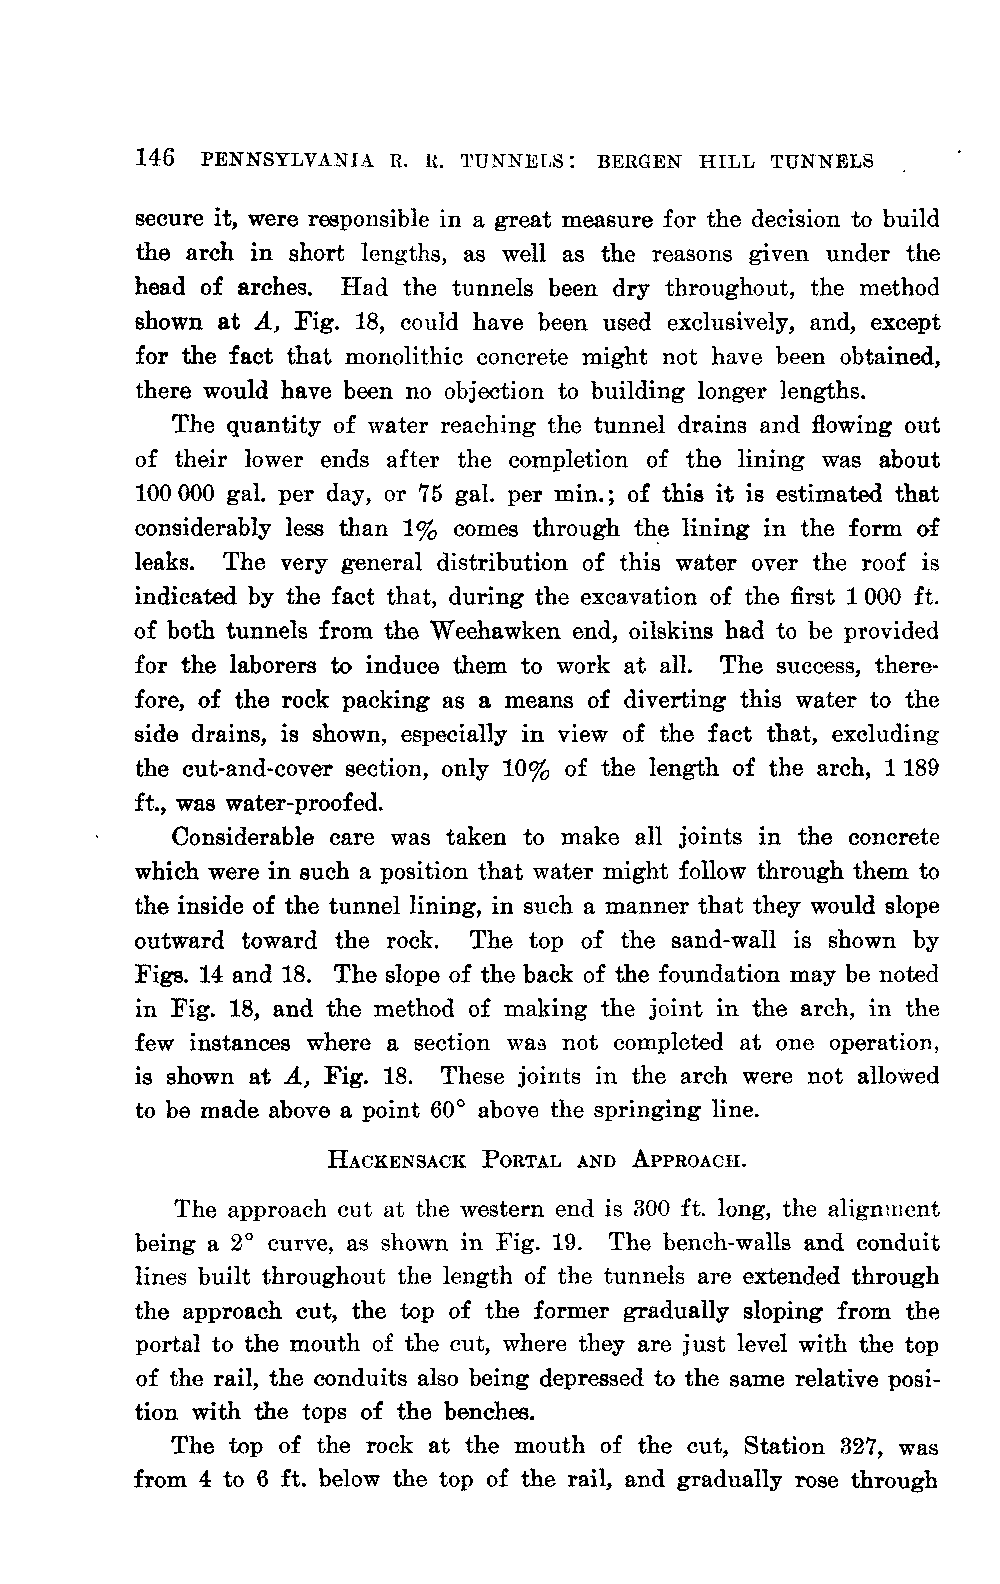 146 PENNSYLVANIA R. R. TUNNELS: BERGEN HILL TUNNELS
secure it, were responsible in a great measure for the decision to build
the arch in short lengths, as well as the reasons given under the
head of arches. Had the tunnels been dry throughout, the method
shown at A, Fig. 18, could have been used exclusively, and, except
for the fact that monolithic concrete might not have been obtained,
there would have been no objection to building longer lengths.
The quantity of water reaching the tunnel drains and flowing out
of their lower ends after the completion of the lining was about
100 000 gal. per day, or 75 gal. per min.; of this it is estimated that
considerably less than 1% comes through the lining in the form of
leaks. The very general distribution of this water over the roof is
indicated by the fact that, during the excavation of the first 1 000 ft.
of both tunnels from the Weehawken end, oilskins had to be provided
for the laborers to induce them to work at all. The success, there-
fore, of the rock packing as a means of diverting this water to the
side drains, is shown, especially in view of the fact that, excluding
the cut-and-cover section, only 10% of the length of the arch, 1 189
ft., was water-proofed.
Considerable care was taken to make all joints in the concrete
which were in such a position that water might follow through them to
the inside of the tunnel lining, in such a manner that they would slope
outward toward the rock. The top of the sand-wall is shown by
Figs. 14 and 18. The slope of the back of the foundation may be noted
in Fig. 18, and the method of making the joint in the arch, in the
few instances where a section was not completed at one operation,
is shown at A, Fig. 18. These joints in the arch were not allowed
to be made above a point 60° above the springing line.
HACKENSACK PORTAL AND APPROACH.
The approach cut at the western end is 300 ft. long, the alignment
being a 2° curve, as shown in Fig. 19. The bench-walls and conduit
lines built throughout the length of the tunnels are extended through
the approach cut, the top of the former gradually sloping from the
portal to the mouth of the cut, where they are just level with the top
of the rail, the conduits also being depressed to the same relative posi-
tion with the tops of the benches.
The top of the rock at the mouth of the cut, Station 327, was
from 4 to 6 ft. below the top of the rail, and gradually rose through